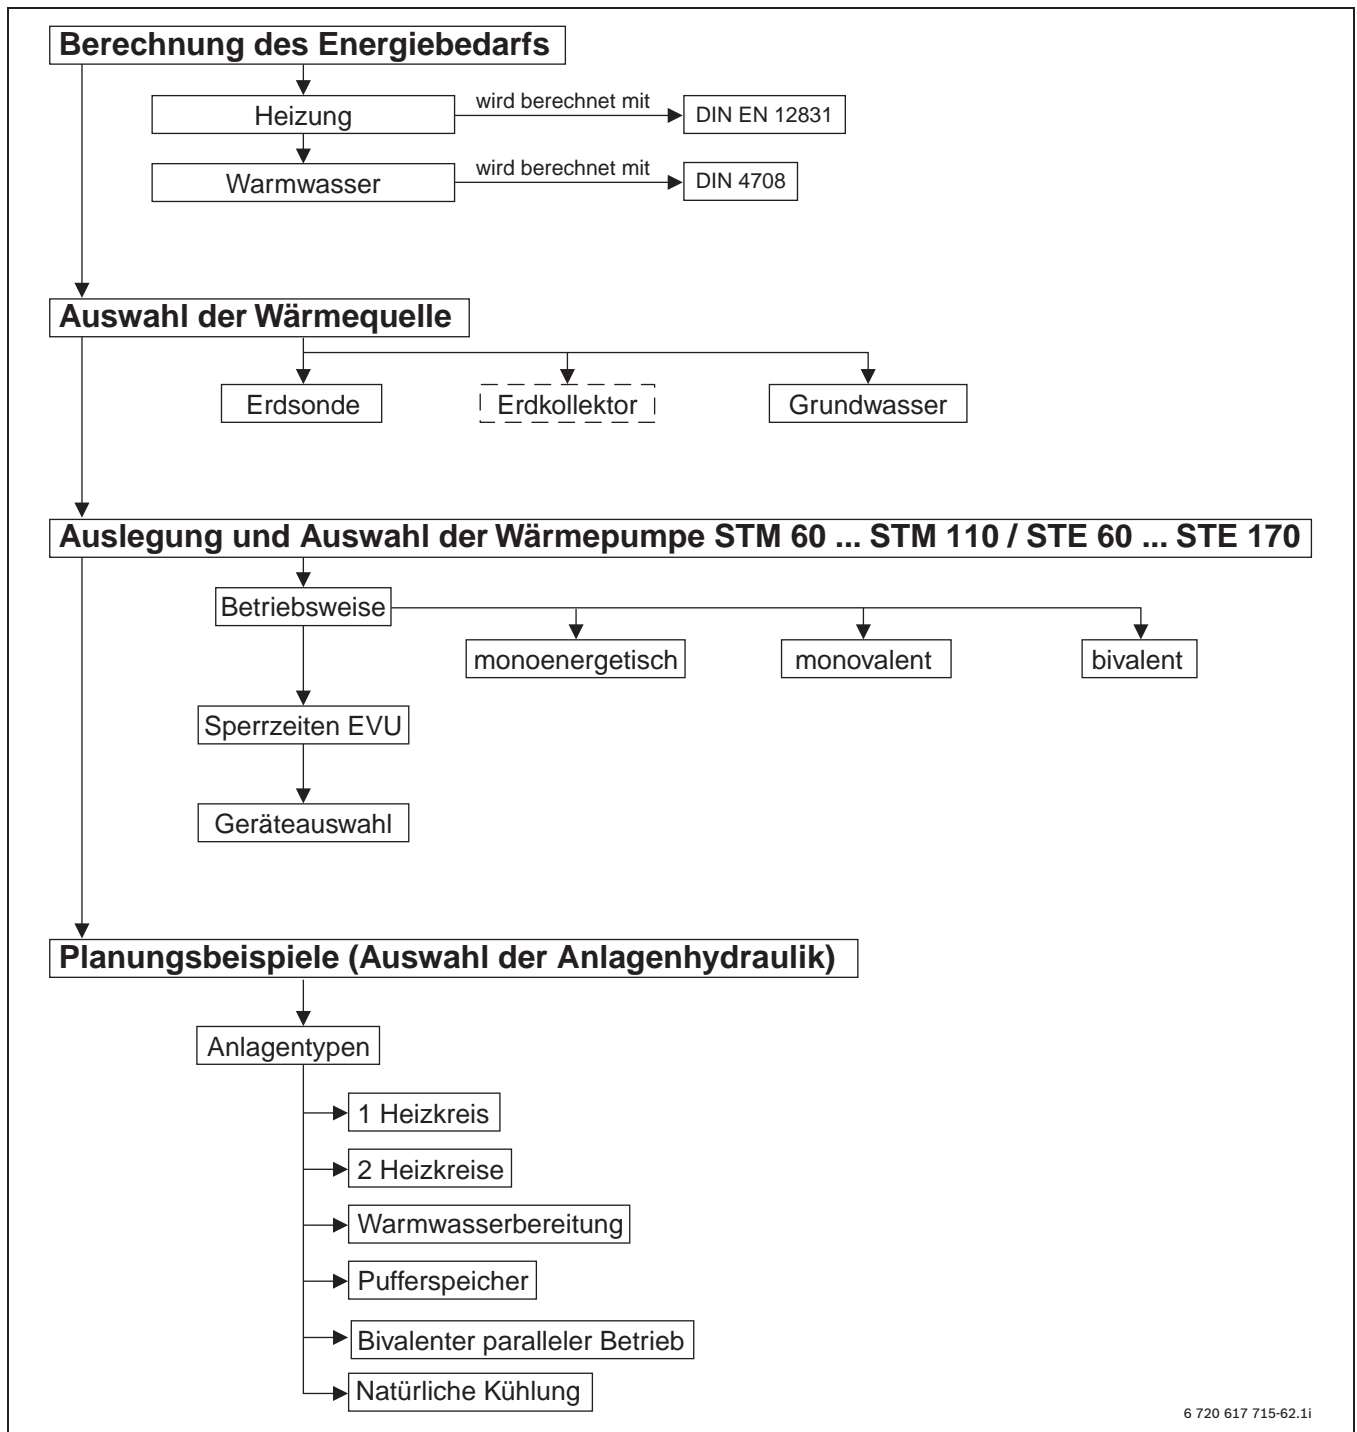 Berechnung des Energiebedarfs
Heizung
wird berechnet mit
DIN EN 12831
Warmwasser
wird berechnet mit
DIN 4708
Auswahl der Wärmequelle
Erdsonde
Erdkollektor
Grundwasser
Auslegung und Auswahl der Wärmepumpe STM 60 ... STM 110 / STE 60 ... STE 170
Betriebsweise
monoenergetisch
monovalent
bivalent
Sperrzeiten EVU
Geräteauswahl
Planungsbeispiele (Auswahl der Anlagenhydraulik)
Anlagentypen
1 Heizkreis
2 Heizkreise
Warmwasserbereitung
Pufferspeicher
Bivalenter paralleler Betrieb
Natürliche Kühlung
6 720 617 715-62.1i